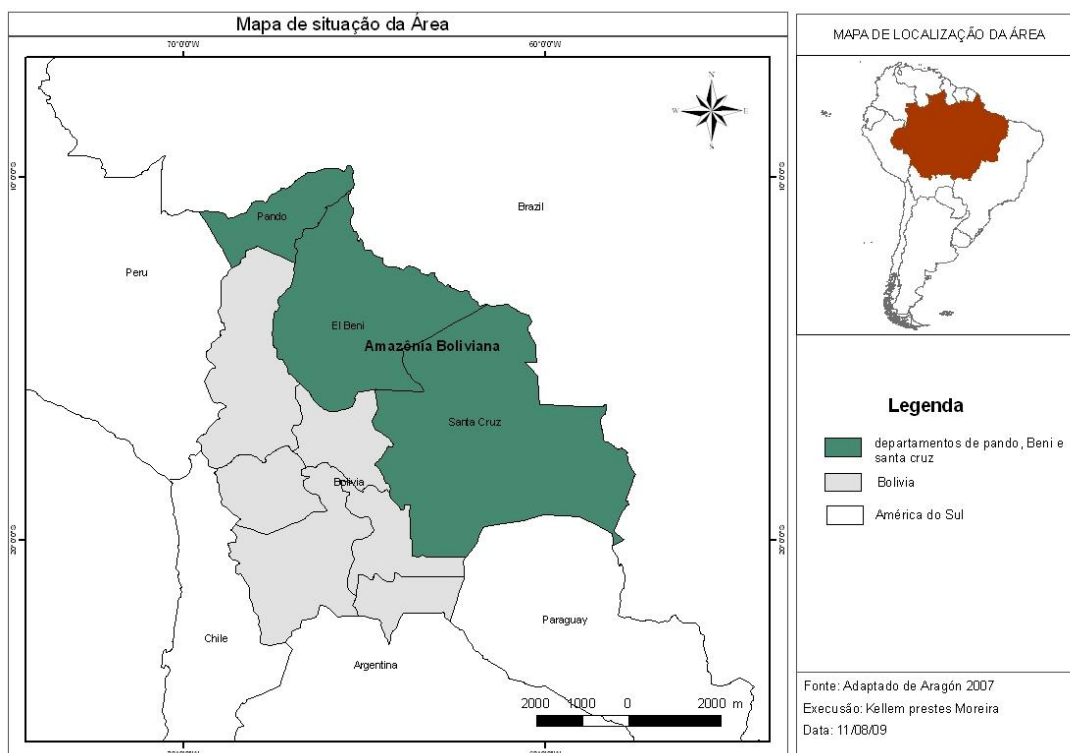 Mapa de situação da Área
70°0'0"W
60°0'0"W
N
W
E
Pando
Brazil
Peru
El Beni
Amazônia Boliviana
Santa Cruz
Bolivia
Chile
Paraguay
Argentina
2000 1000 0 2000 m
MAPA DE LOCALIZAÇÃO DA ÁREA
Legenda
departamentos de pando, Beni e
santa cruz
Bolivia
América do Sul
Fonte: Adaptado de Aragón 2007
Execusão: Kellem prestes Moreira
Data: 11/08/09